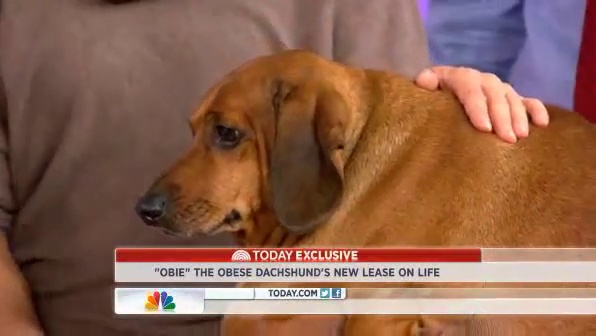 TODAY EXCLUSIVE
"OBIE" THE OBESE DACHSHUND'S NEW LEASE ON LIFE
TODAY.COM